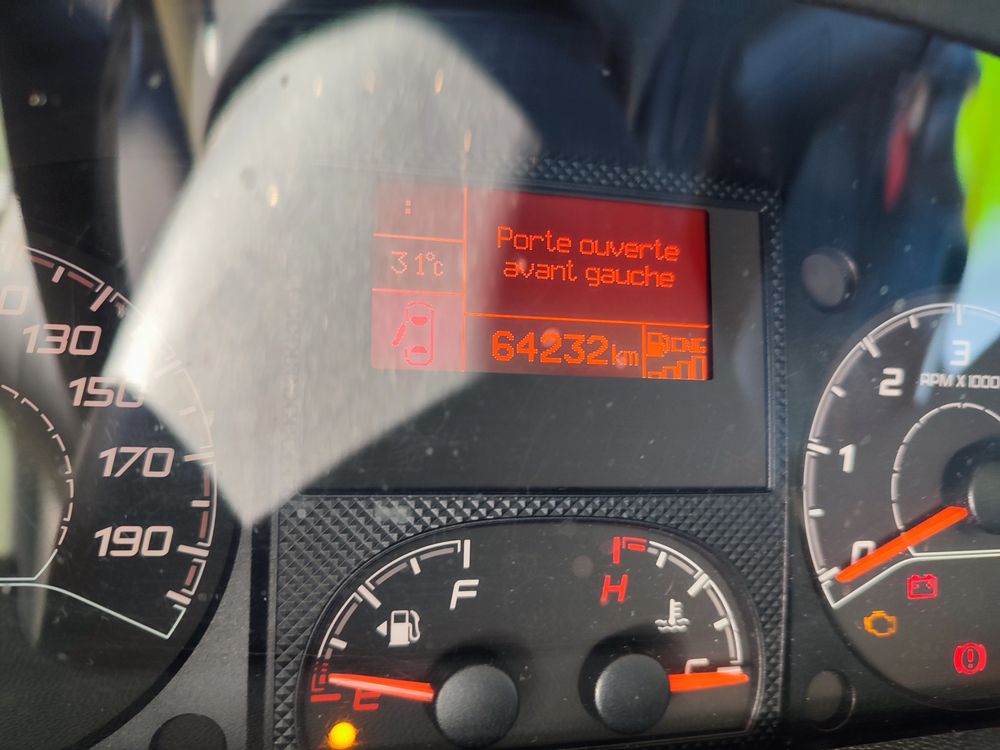 :
31°c
Porte ouverte
avant gauche
64232km
CNG
130
150
170
190
F
E
H
C
3
RPM X 1000
2
1
0